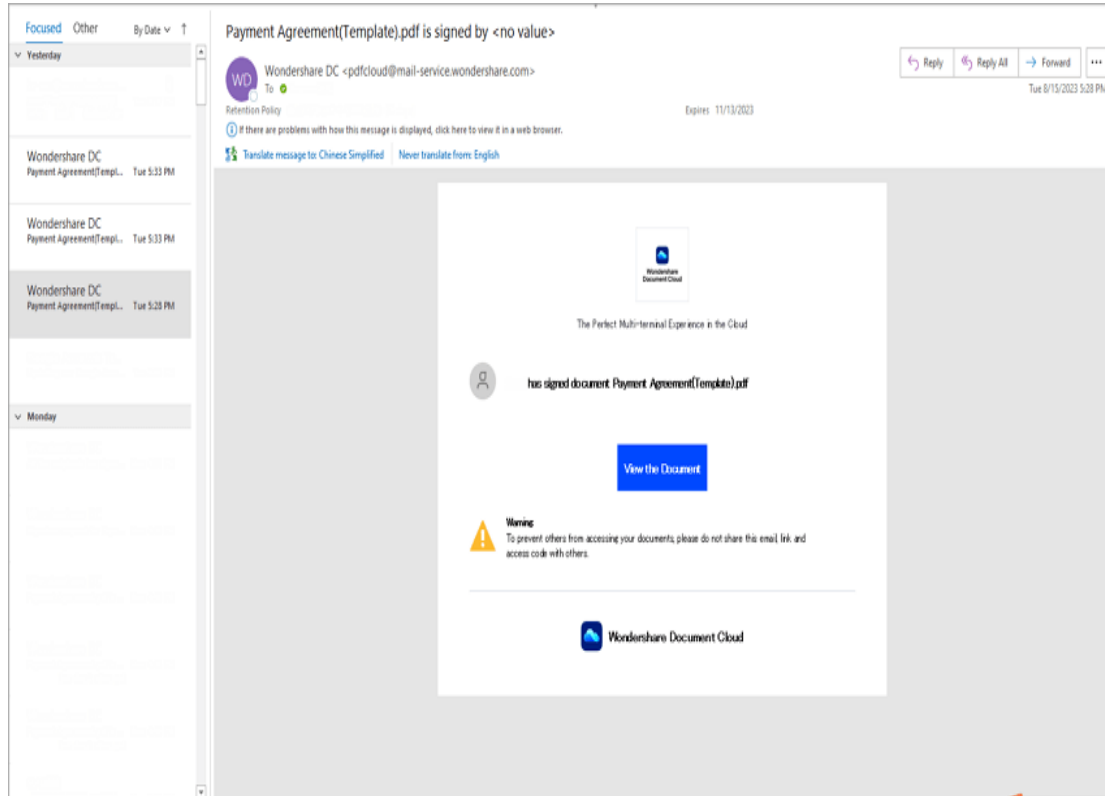 Focused Other By Date
Yesterday
Wondershare DC
Payment Agreement(Templ... Tue 5:33 PM
Wondershare DC
Payment Agreement(Templ... Tue 5:33 PM
Wondershare DC
Payment Agreement(Templ... Tue 5:28 PM
Monday
Payment Agreement(Template).pdf is signed by <no value>
WD
Wondershare DC <pdfcloud@mail-service.wondershare.com>
To
Reply Reply All Forward ...
Tue 8/15/2023 5:28 PM
Retention Policy Expires 11/13/2023
If there are problems with how this message is displayed, click here to view it in a web browser.
Translate message to: Chinese Simplified Never translate from: English
Wondershare
Document Cloud
The Perfect Multi-terminal Experience in the Cloud
has signed document Payment Agreement(Template).pdf
View the Document
Warning:
To prevent others from accessing your documents, please do not share this email, link and
access code with others.
Wondershare Document Cloud